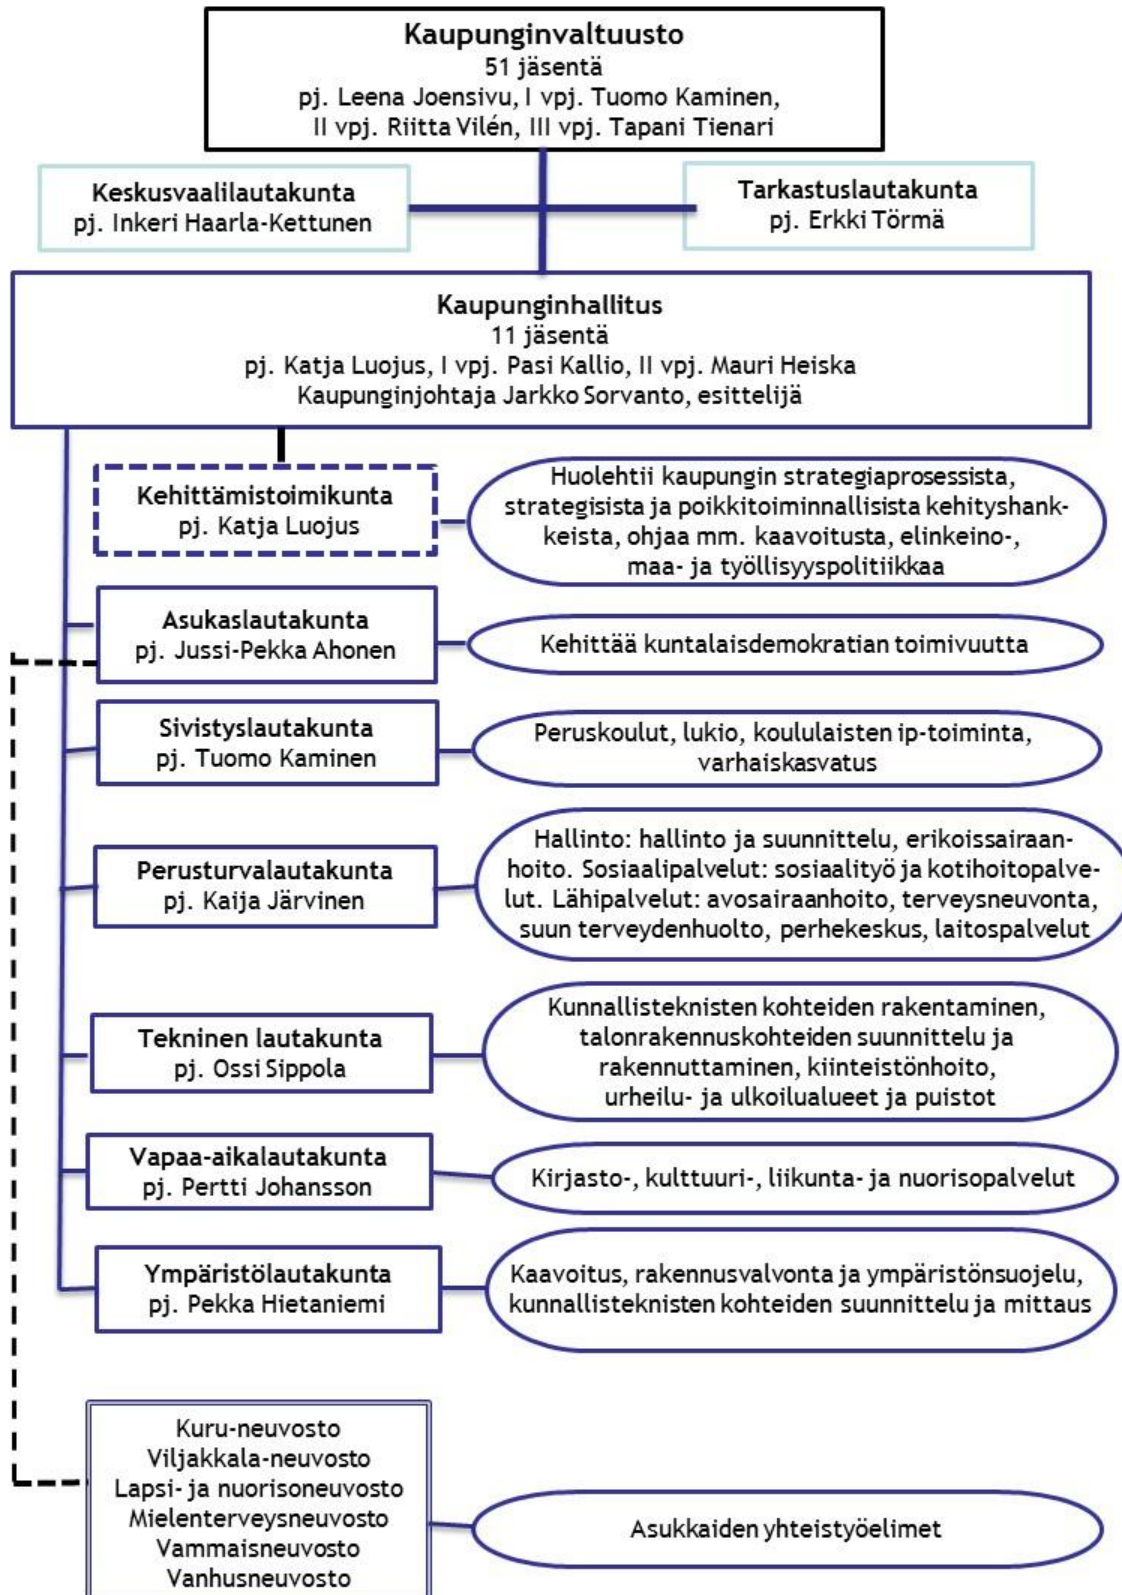 Kaupunginvaltuusto
51 jäsentä
pj. Leena Joensivu, I vpj. Tuomo Kaminen,
II vpj. Riitta Vilén, III vpj. Tapani Tienari
Keskusvaalilautakunta
pj. Inkeri Haarla-Kettunen
Tarkastuslautakunta
pj. Erkki Törmä
Kaupunginhallitus
11 jäsentä
pj. Katja Luojus, I vpj. Pasi Kallio, II vpj. Mauri Heiska
Kaupunginjohtaja Jarkko Sorvanto, esittelijä
Kehittämistoimikunta
pj. Katja Luojus
Huolehtii kaupungin strategiaprosessista,
strategisista ja poikkitoiminnallisista kehityshank-
keista, ohjaa mm. kaavoitusta, elinkeino-,
maa- ja työllisyyspolitiikkaa
Asukaslautakunta
pj. Jussi-Pekka Ahonen
Kehittää kuntalaisdemokratian toimivuutta
Sivistyslautakunta
pj. Tuomo Kaminen
Peruskoulut, lukio, koululaisten ip-toiminta,
varhaiskasvatus
Perusturvalautakunta
pj. Kaija Järvinen
Hallinto: hallinto ja suunnittelu, erikoissairaan-
hoito. Sosiaalipalvelut: sosiaalityö ja kotihoitopalve-
lut. Lähipalvelut: avosairaanhoito, terveysneuvonta,
suun terveydenhuolto, perhekeskus, laitospalvelut
Tekninen lautakunta
pj. Ossi Sippola
Kunnallisteknisten kohteiden rakentaminen,
talonrakennuskohteiden suunnittelu ja
rakennuttaminen, kiinteistönhoito,
urheilu- ja ulkoilualueet ja puistot
Vapaa-aikalautakunta
pj. Pertti Johansson
Kirjasto-, kulttuuri-, liikunta- ja nuorisopalvelut
Ympäristölautakunta
pj. Pekka Hietaniemi
Kaavoitus, rakennusvalvonta ja ympäristönsuojelu,
kunnallisteknisten kohteiden suunnittelu ja mittaus
Kuru-neuvosto
Viljakkala-neuvosto
Lapsi- ja nuorisoneuvosto
Mielenterveysneuvosto
Vammaisneuvosto
Vanhusneuvosto
Asukkaiden yhteistyöelimet